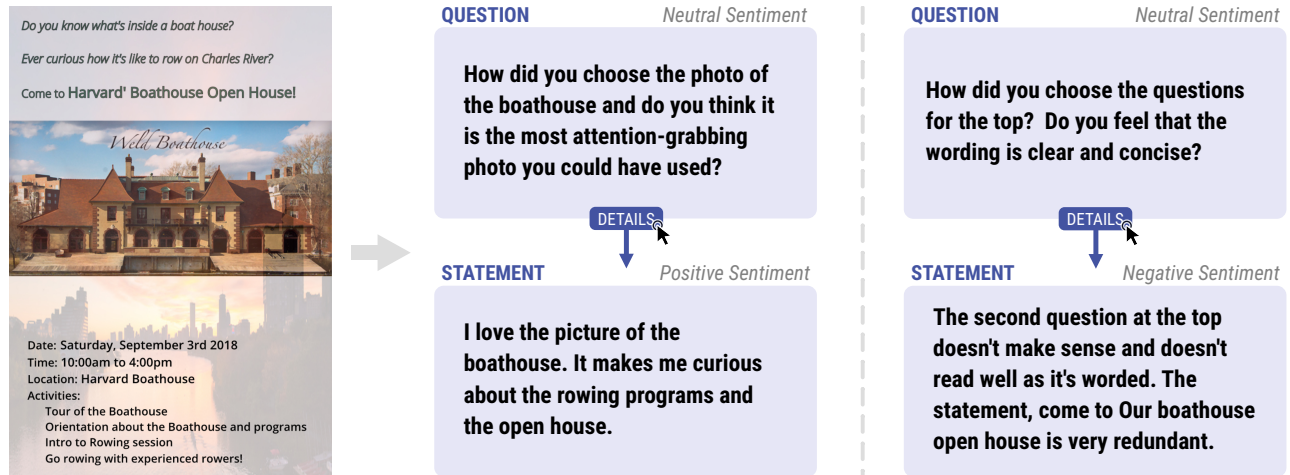 Do you know what's inside a boat house?
Ever curious how it's like to row on Charles River?
Come to Harvard' Boathouse Open House!
Weld Boathouse
Date: Saturday, September 3rd 2018
Time: 10:00am to 4:00pm
Location: Harvard Boathouse
Activities:
Tour of the Boathouse
Orientation about the Boathouse and programs
Intro to Rowing session
Go rowing with experienced rowers!
QUESTION Neutral Sentiment
How did you choose the photo of
the boathouse and do you think it
is the most attention-grabbing
photo you could have used?
DETAILS
STATEMENT Positive Sentiment
I love the picture of the
boathouse. It makes me curious
about the rowing programs and
the open house.
QUESTION Neutral Sentiment
How did you choose the questions
for the top? Do you feel that the
wording is clear and concise?
DETAILS
STATEMENT Negative Sentiment
The second question at the top
doesn't make sense and doesn't
read well as it's worded. The
statement, come to Our boathouse
open house is very redundant.